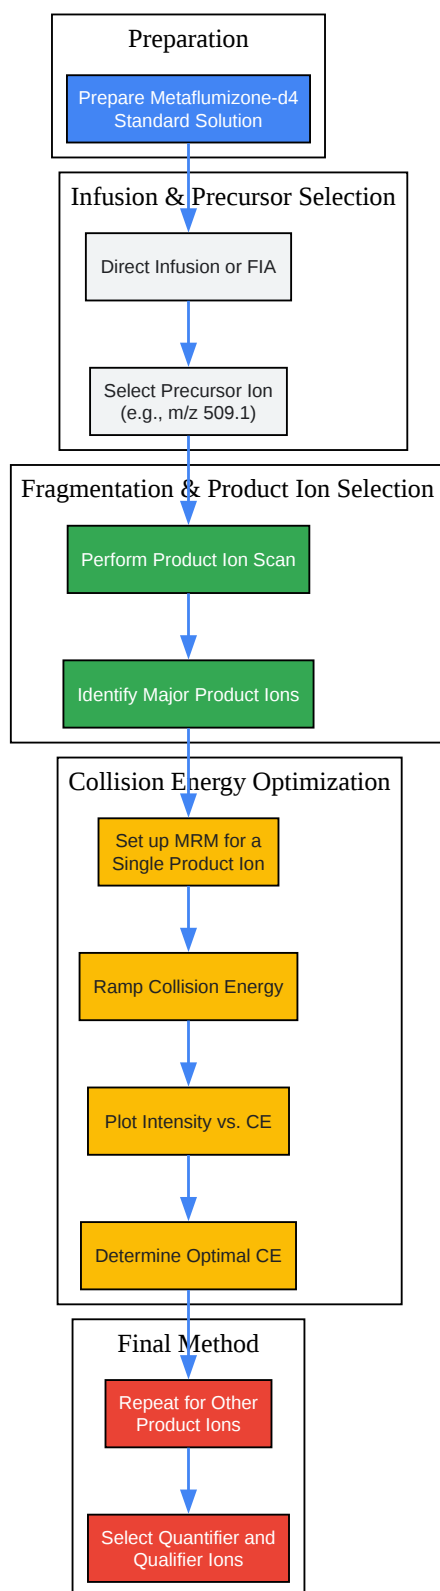 Preparation
Prepare Metaflumizone-d4
Standard Solution
Infusion & Precursor Selection
Direct Infusion or FIA
Select Precursor Ion
(e.g., m/z 509.1)
Fragmentation & Product Ion Selection
Perform Product Ion Scan
Identify Major Product Ions
Collision Energy Optimization
Set up MRM for a
Single Product Ion
Ramp Collision Energy
Plot Intensity vs. CE
Determine Optimal CE
Final Method
Repeat for Other
Product Ions
Select Quantifier and
Qualifier Ions